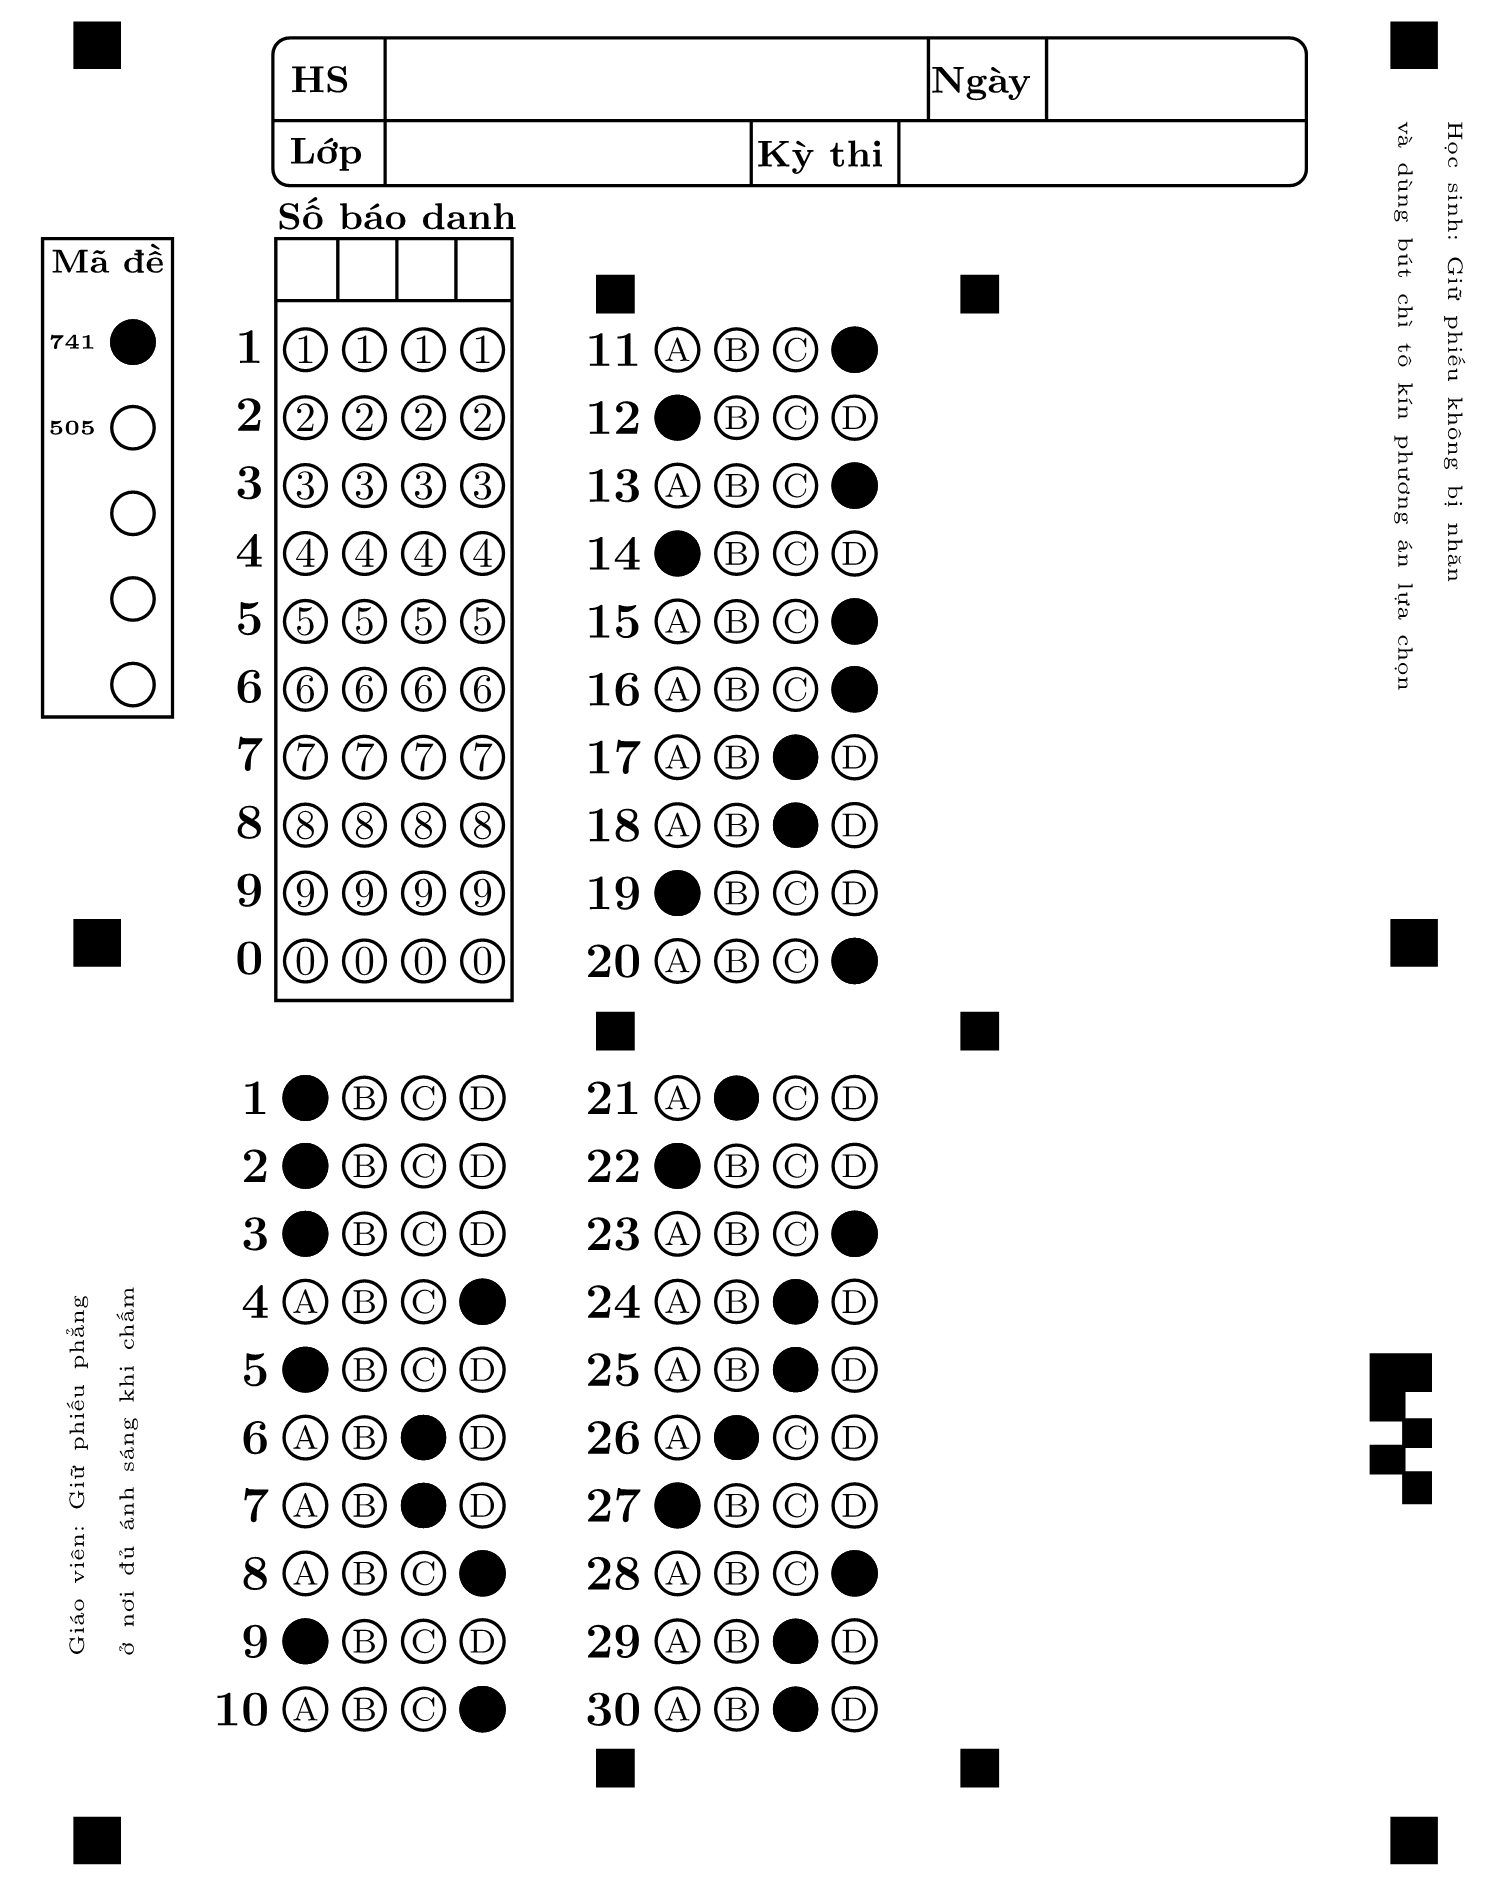 HS
Ngày
Lớp
Kỳ thi
Học sinh: Giữ phiếu không bị nhăn
và dùng bút chì tô kín phương án lựa chọn
Số báo danh
Mã đề
741
505
1 1 1 1 1
2 2 2 2 2
3 3 3 3 3
4 4 4 4 4
5 5 5 5 5
6 6 6 6 6
7 7 7 7 7
8 8 8 8 8
9 9 9 9 9
0 0 0 0 0
11 A B C
12 B C D
13 A B C
14 B C D
15 A B C
16 A B C
17 A B D
18 A B D
19 B C D
20 A B C
1 B C D
2 B C D
3 B C D
4 A B C
5 B C D
6 A B D
7 A B D
8 A B C
9 B C D
10 A B C
21 A C D
22 B C D
23 A B C
24 A B D
25 A B D
26 A C D
27 B C D
28 A B C
29 A B D
30 A B D
Giáo viên: Giữ phiếu phẳng
ở nơi đủ ánh sáng khi chấm